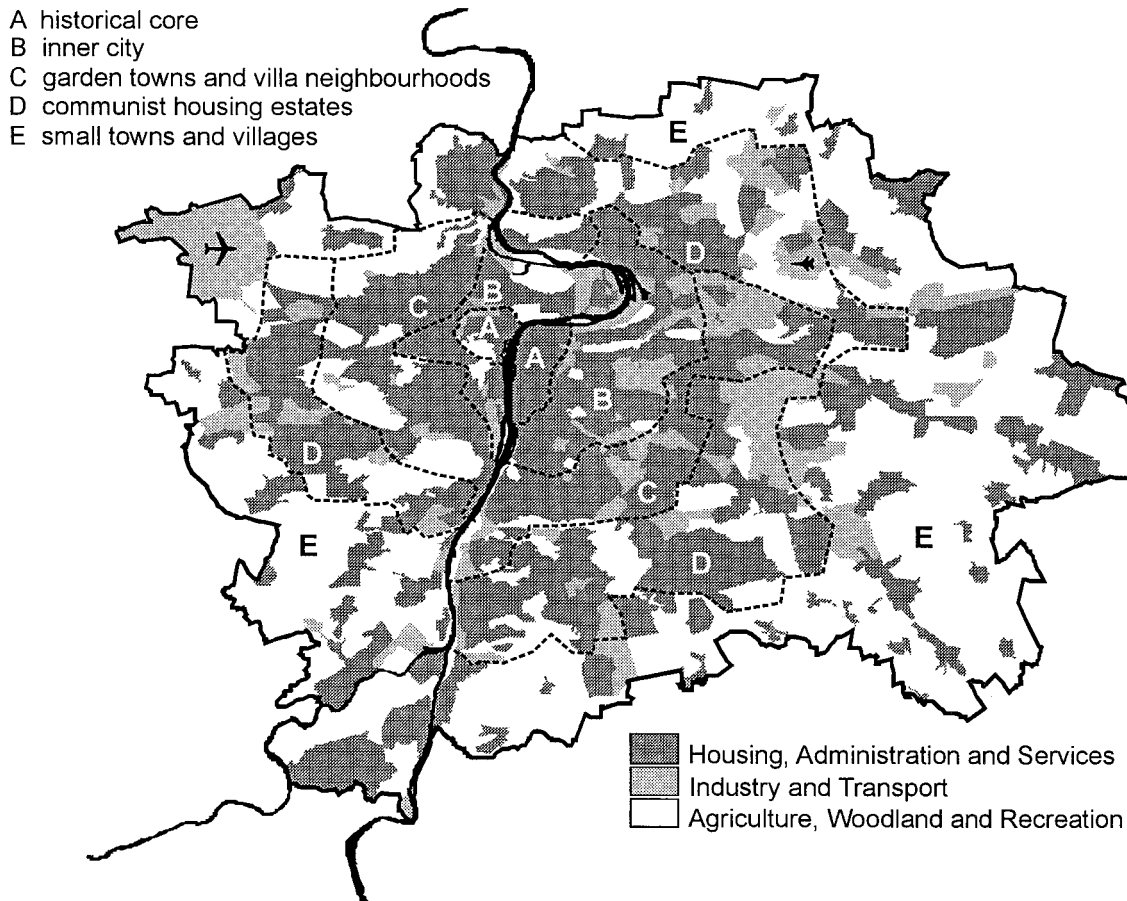 A historical core
B inner city
C garden towns and villa neighbourhoods
D communist housing estates
E small towns and villages
E
D
B
C
A
A
B
D
C
E
D
E
Housing, Administration and Services
Industry and Transport
Agriculture, Woodland and Recreation